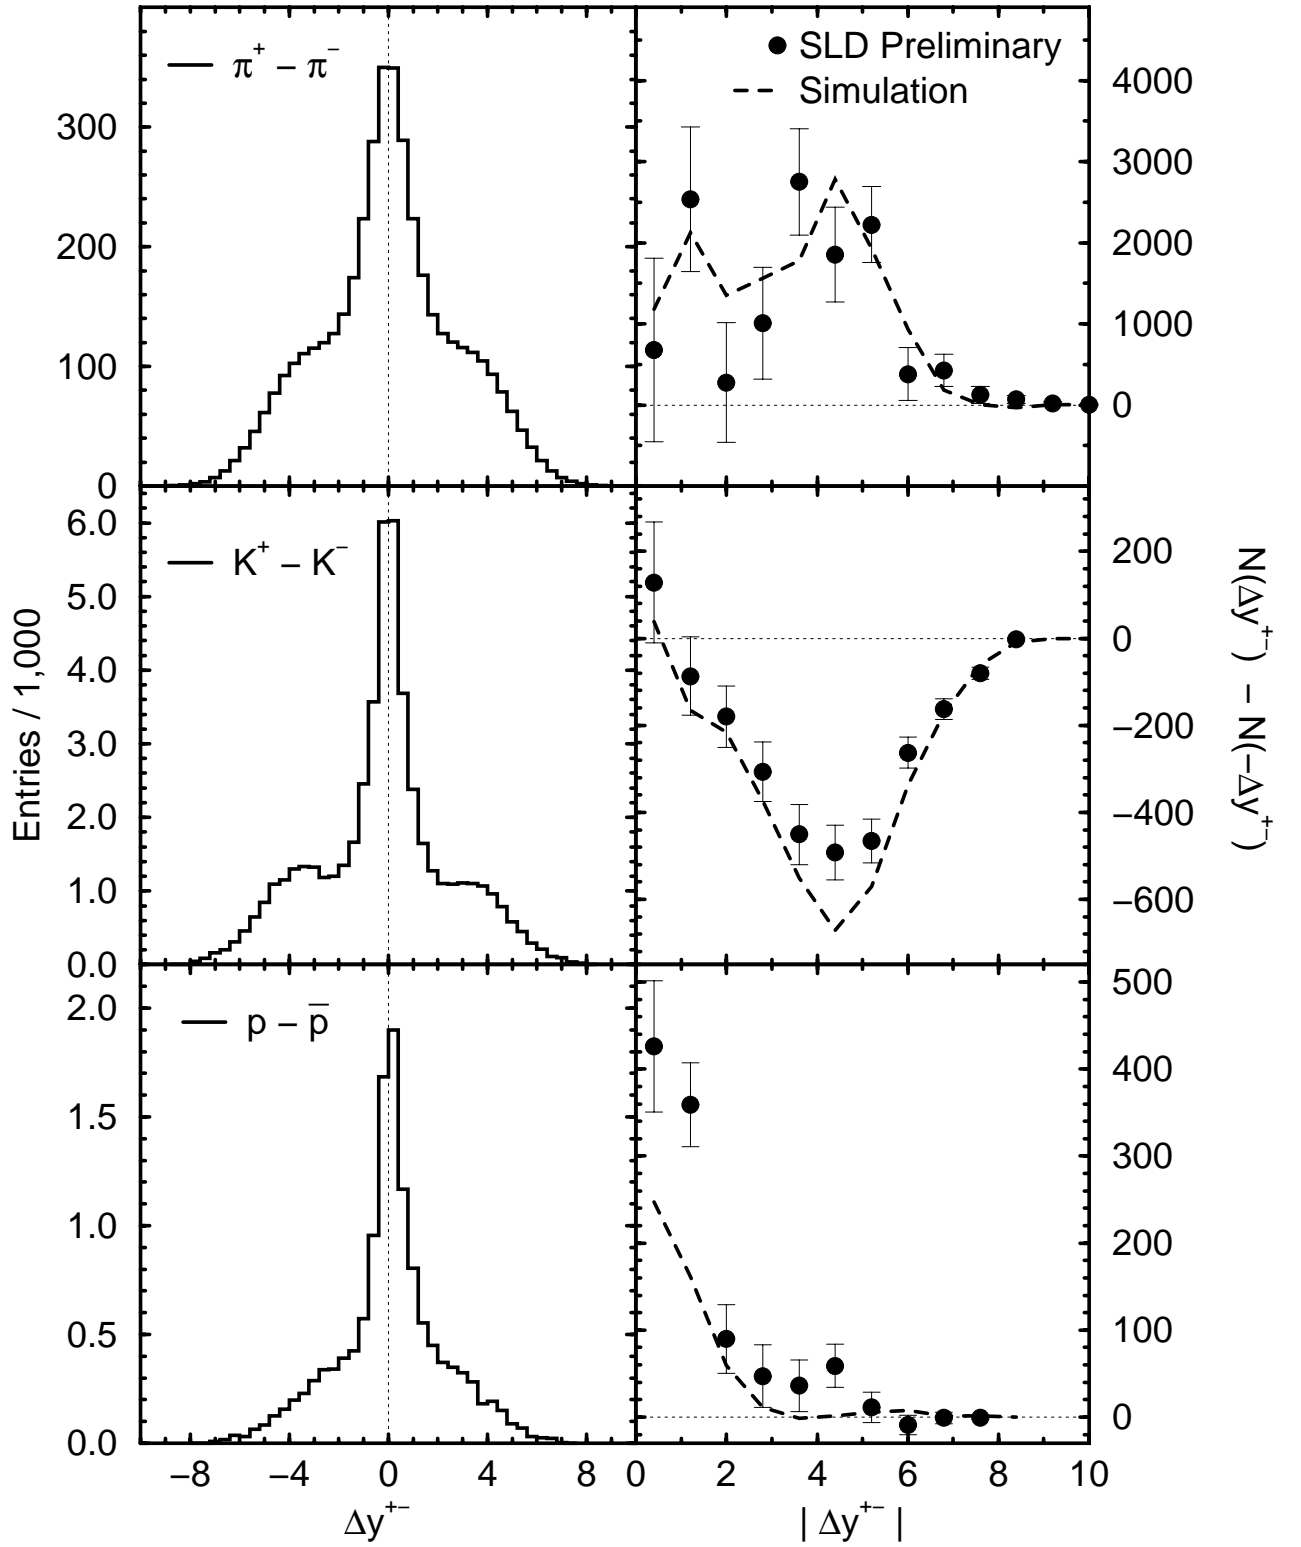 π⁺ – π⁻
● SLD Preliminary
Simulation
300
200
100
0
4000
3000
2000
1000
0
K⁺ – K⁻
6.0
5.0
4.0
3.0
2.0
1.0
0.0
200
0
–200
–400
–600
Entries / 1,000
N(Δy⁺⁻) – N(–Δy⁺⁻)
p – p̅
2.0
1.5
1.0
0.5
0.0
500
400
300
200
100
0
–8 –4 0 4 8
0 2 4 6 8 10
Δy⁺⁻
| Δy⁺⁻ |